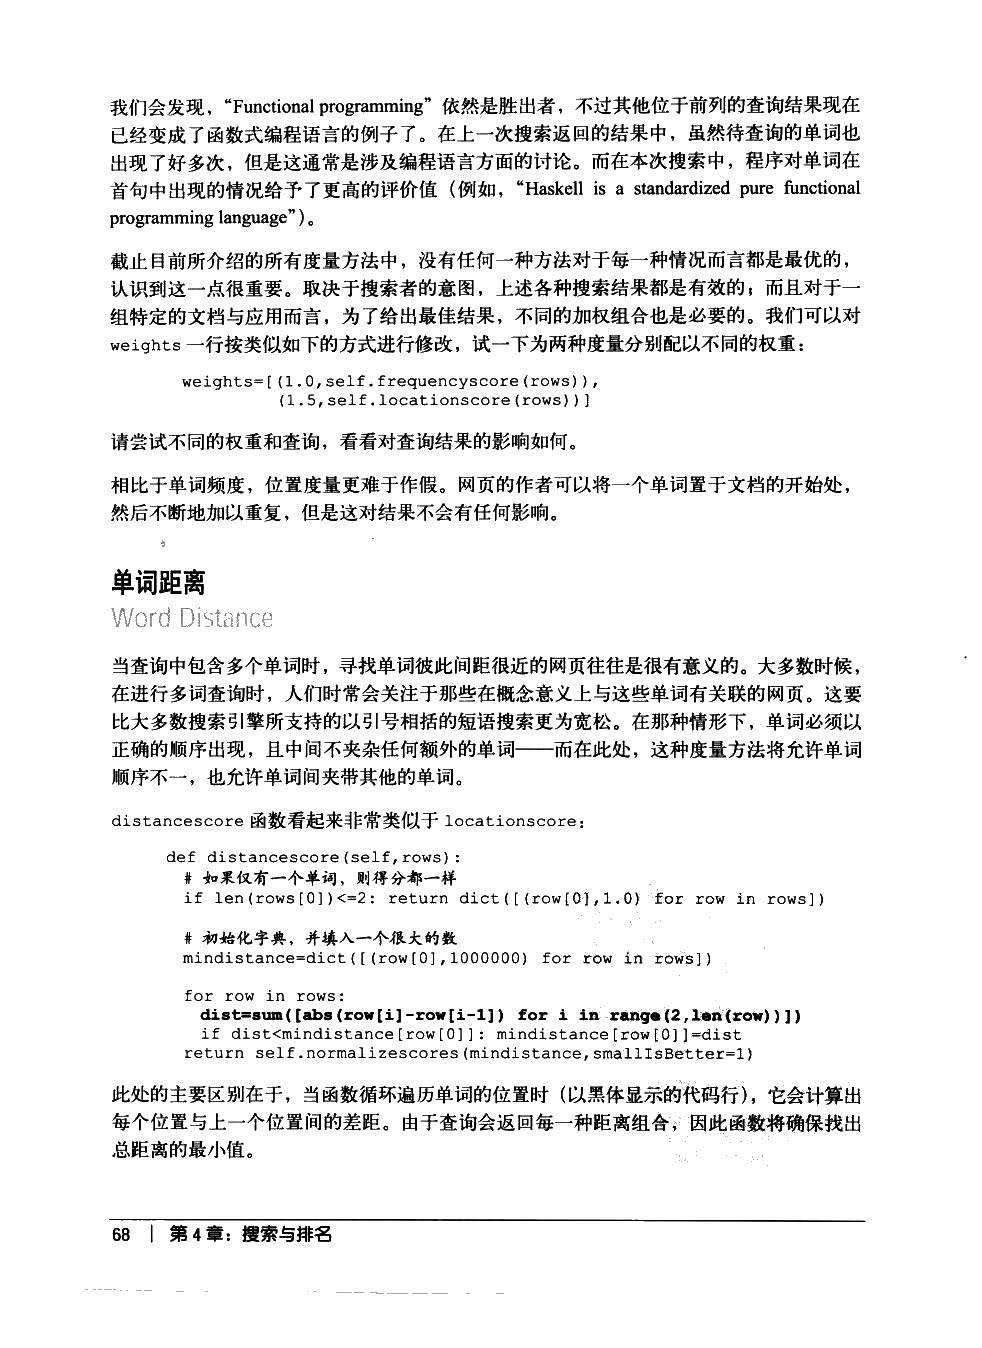 我们会发现，“Functional programming”依然是胜出者，不过其他位于前列的查询结果现在
已经变成了函数式编程语言的例子了。在上一次搜索返回的结果中，虽然待查询的单词也
出现了好多次，但是这通常是涉及编程语言方面的讨论。而在本次搜索中，程序对单词在
首句中出现的情况给予了更高的评价值（例如，“Haskell is a standardized pure functional
programming language”）。
截止目前所介绍的所有度量方法中，没有任何一种方法对于每一种情况而言都是最优的，
认识到这一点很重要。取决于搜索者的意图，上述各种搜索结果都是有效的；而且对于一
组特定的文档与应用而言，为了给出最佳结果，不同的加权组合也是必要的。我们可以对
weights 一行按类似如下的方式进行修改，试一下为两种度量分别配以不同的权重：
weights=[(1.0,self.frequencyscore(rows)),
(1.5,self.locationscore(rows))]
请尝试不同的权重和查询，看看对查询结果的影响如何。
相比于单词频度，位置度量更难于作假。网页的作者可以将一个单词置于文档的开始处，
然后不断地加以重复，但是这对结果不会有任何影响。
单词距离
Word Distance
当查询中包含多个单词时，寻找单词彼此间距很近的网页往往是很有意义的。大多数时候，
在进行多词查询时，人们时常会关注于那些在概念意义上与这些单词有关联的网页。这要
比大多数搜索引擎所支持的以引号相括的短语搜索更为宽松。在那种情形下，单词必须以
正确的顺序出现，且中间不夹杂任何额外的单词——而在此处，这种度量方法将允许单词
顺序不一，也允许单词间夹带其他的单词。
distancescore 函数看起来非常类似于 locationscore：
def distancescore(self,rows):
# 如果仅有一个单词，则得分都一样
if len(rows[0])<=2: return dict([(row[0],1.0) for row in rows])
# 初始化字典，并填入一个很大的数
mindistance=dict([(row[0],1000000) for row in rows])
for row in rows:
dist=sum([abs(row[i]-row[i-1]) for i in range(2,len(row))])
if dist<mindistance[row[0]]: mindistance[row[0]]=dist
return self.normalizescores(mindistance,smallIsBetter=1)
此处的主要区别在于，当函数循环遍历单词的位置时（以黑体显示的代码行），它会计算出
每个位置与上一个位置间的差距。由于查询会返回每一种距离组合，因此函数将确保找出
总距离的最小值。
68 | 第 4 章：搜索与排名